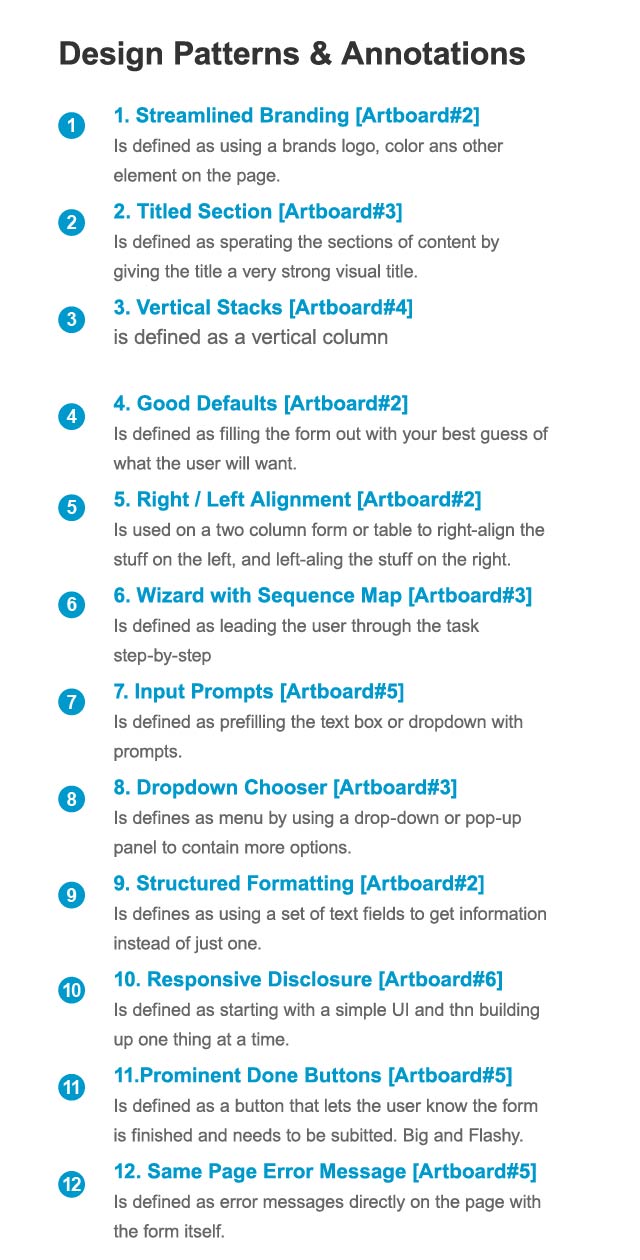 Design Patterns & Annotations
1
1. Streamlined Branding [Artboard#2]
Is defined as using a brands logo, color ans other
element on the page.
2
2. Titled Section [Artboard#3]
Is defined as sperating the sections of content by
giving the title a very strong visual title.
3
3. Vertical Stacks [Artboard#4]
is defined as a vertical column
4
4. Good Defaults [Artboard#2]
Is defined as filling the form out with your best guess of
what the user will want.
5
5. Right / Left Alignment [Artboard#2]
Is used on a two column form or table to right-align the
stuff on the left, and left-aling the stuff on the right.
6
6. Wizard with Sequence Map [Artboard#3]
Is defined as leading the user through the task
step-by-step
7
7. Input Prompts [Artboard#5]
Is defined as prefilling the text box or dropdown with
prompts.
8
8. Dropdown Chooser [Artboard#3]
Is defines as menu by using a drop-down or pop-up
panel to contain more options.
9
9. Structured Formatting [Artboard#2]
Is defines as using a set of text fields to get information
instead of just one.
10
10. Responsive Disclosure [Artboard#6]
Is defined as starting with a simple UI and thn building
up one thing at a time.
11
11.Prominent Done Buttons [Artboard#5]
Is defined as a button that lets the user know the form
is finished and needs to be subitted. Big and Flashy.
12
12. Same Page Error Message [Artboard#5]
Is defined as error messages directly on the page with
the form itself.